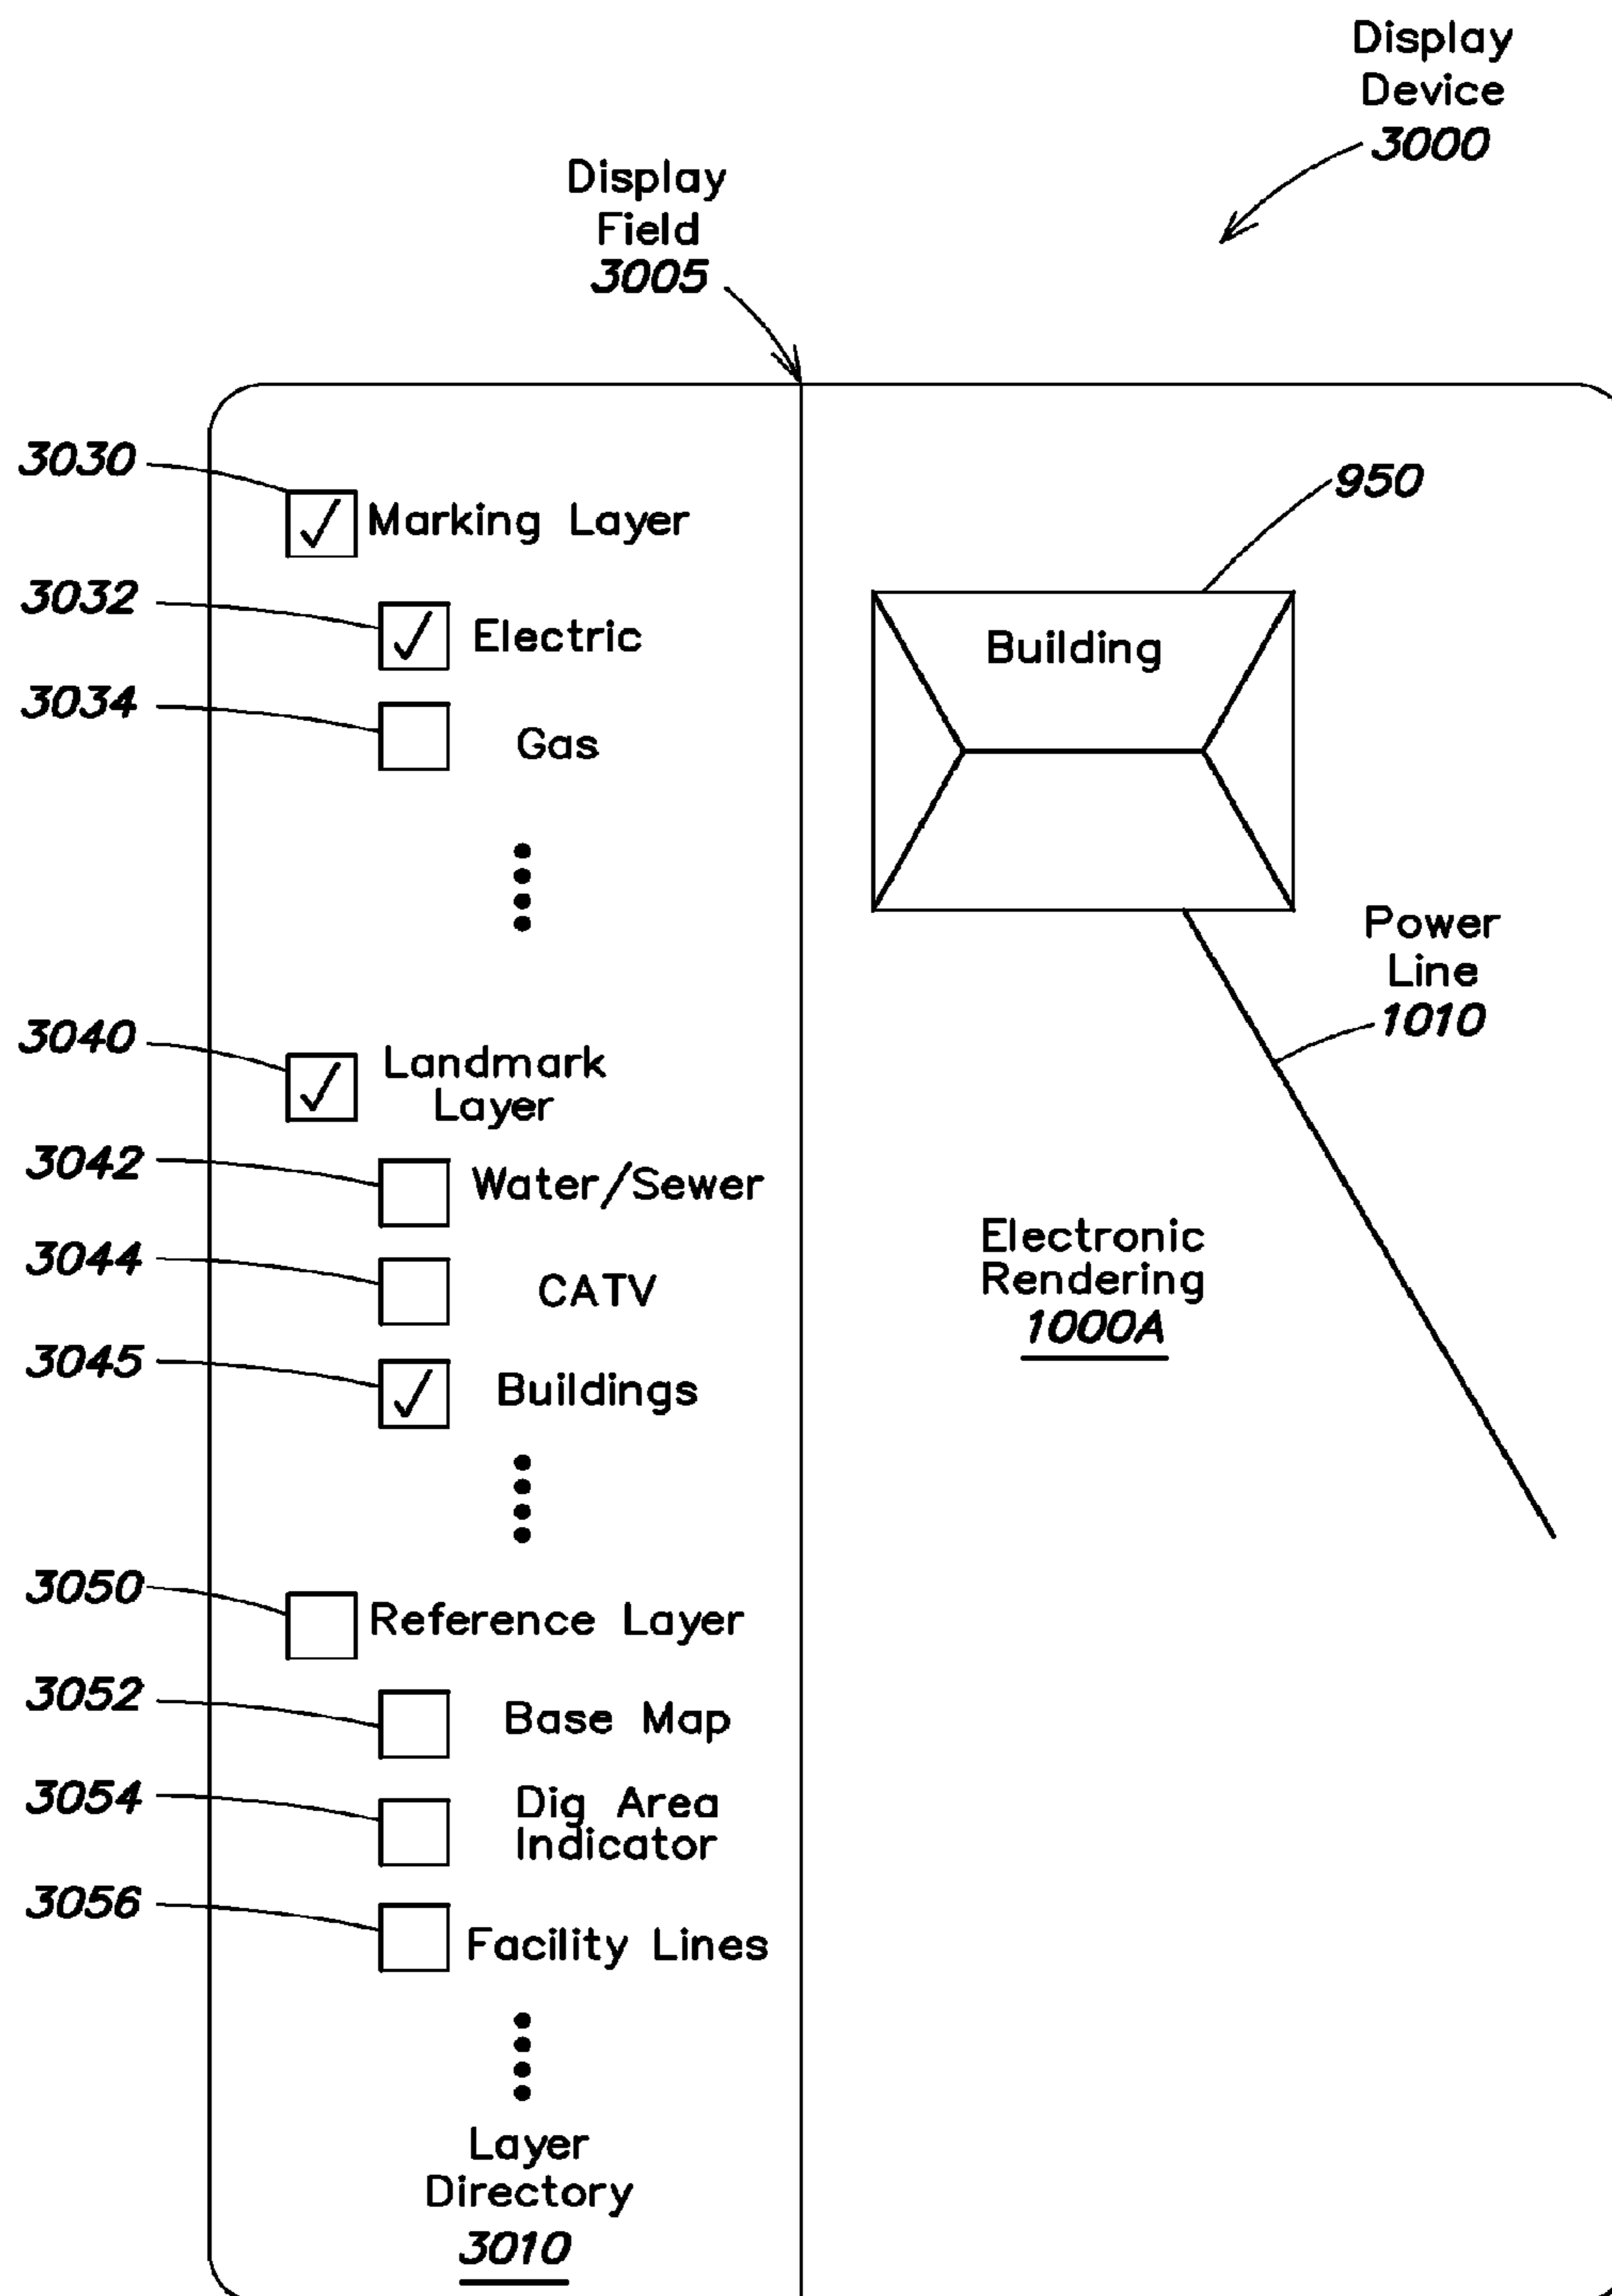 Display
Device
3000
Display
Field
3005
3030
Marking Layer
3032
Electric
3034
Gas
3040
Landmark
Layer
3042
Water/Sewer
3044
CATV
3045
Buildings
3050
Reference Layer
3052
Base Map
3054
Dig Area
Indicator
3056
Facility Lines
Layer
Directory
3010
950
Building
Power
Line
1010
Electronic
Rendering
1000A